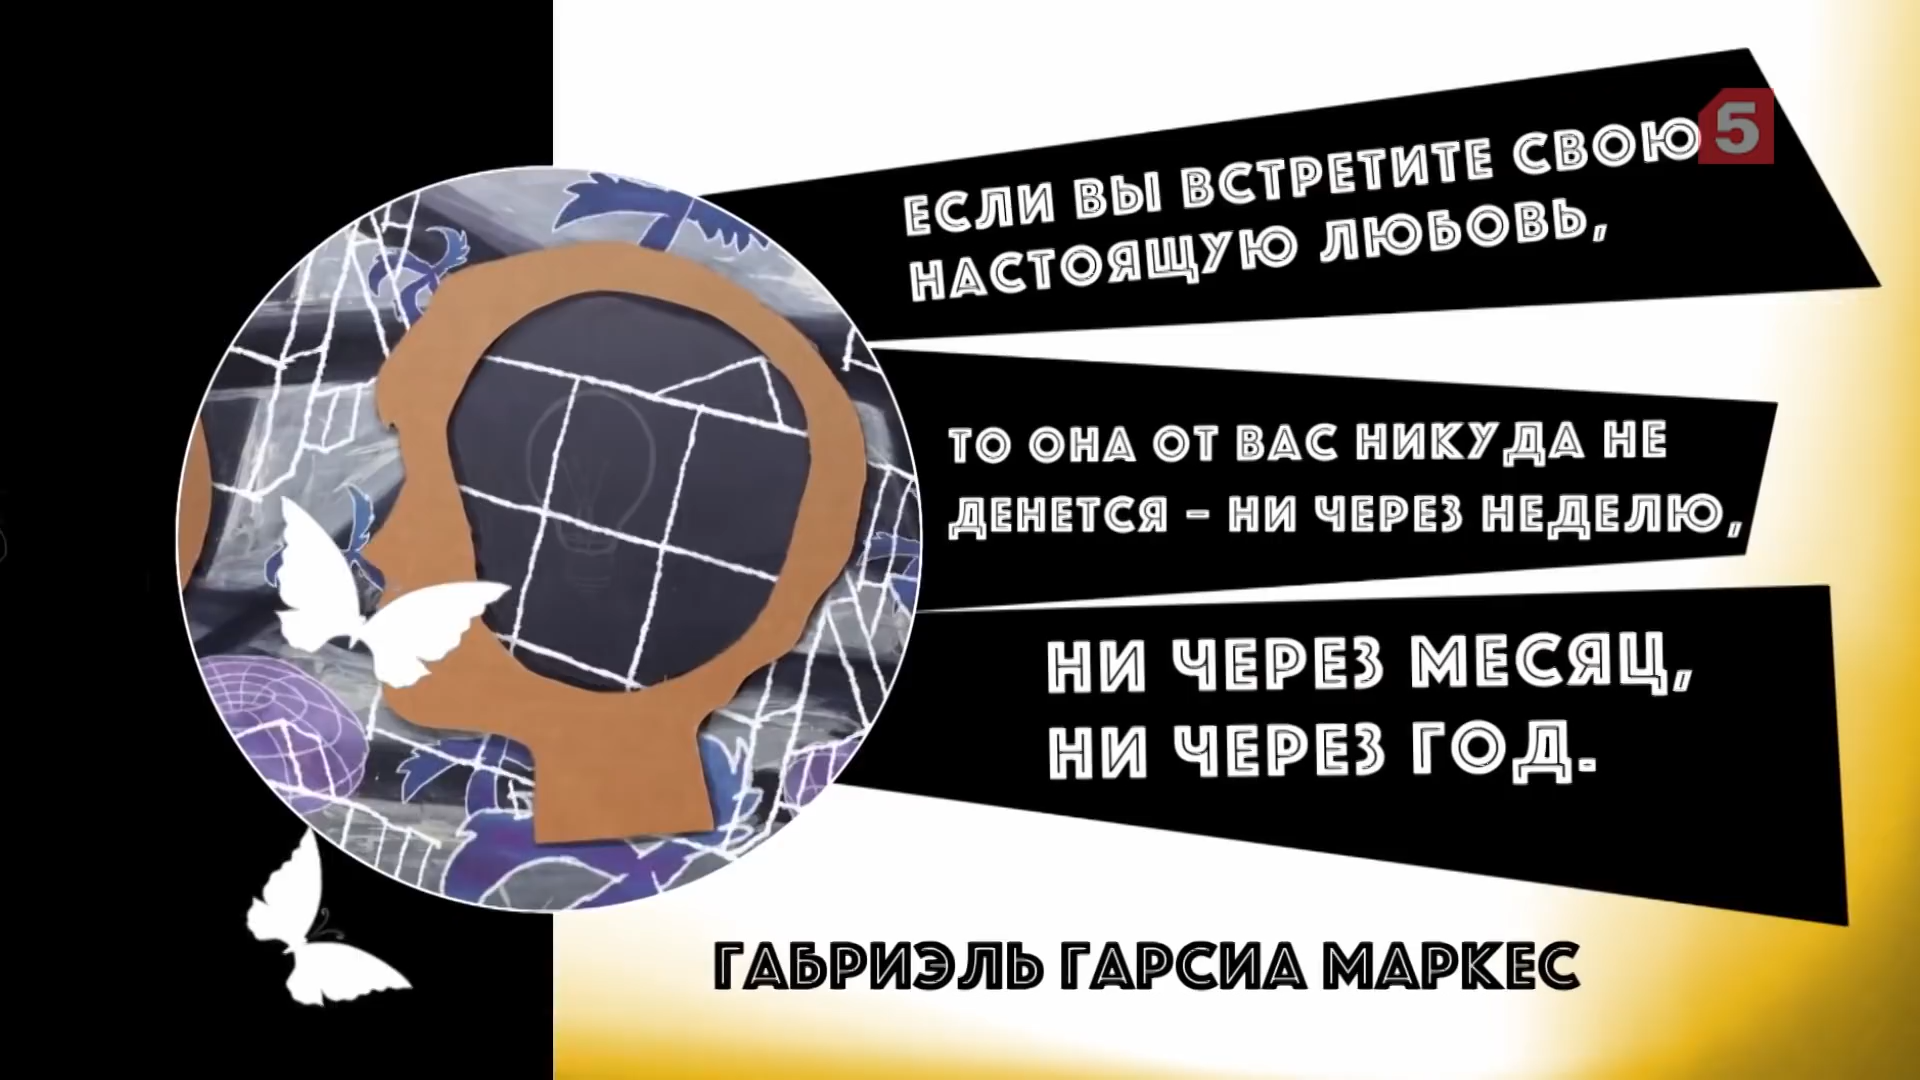 ЕСЛИ ВЫ ВСТРЕТИТЕ СВОЮ
НАСТОЯЩУЮ ЛЮБОВЬ,
5
ТО ОНА ОТ ВАС НИКУДА НЕ
ДЕНЕТСЯ – НИ ЧЕРЕЗ НЕДЕЛЮ,
НИ ЧЕРЕЗ МЕСЯЦ,
НИ ЧЕРЕЗ ГОД.
ГАБРИЭЛЬ ГАРСИА МАРКЕС